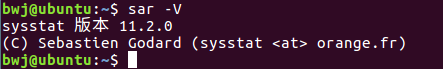 bwj@ubuntu:~$ sar -V
sysstat 版本 11.2.0
(C) Sebastien Godard (sysstat <at> orange.fr)
bwj@ubuntu:~$